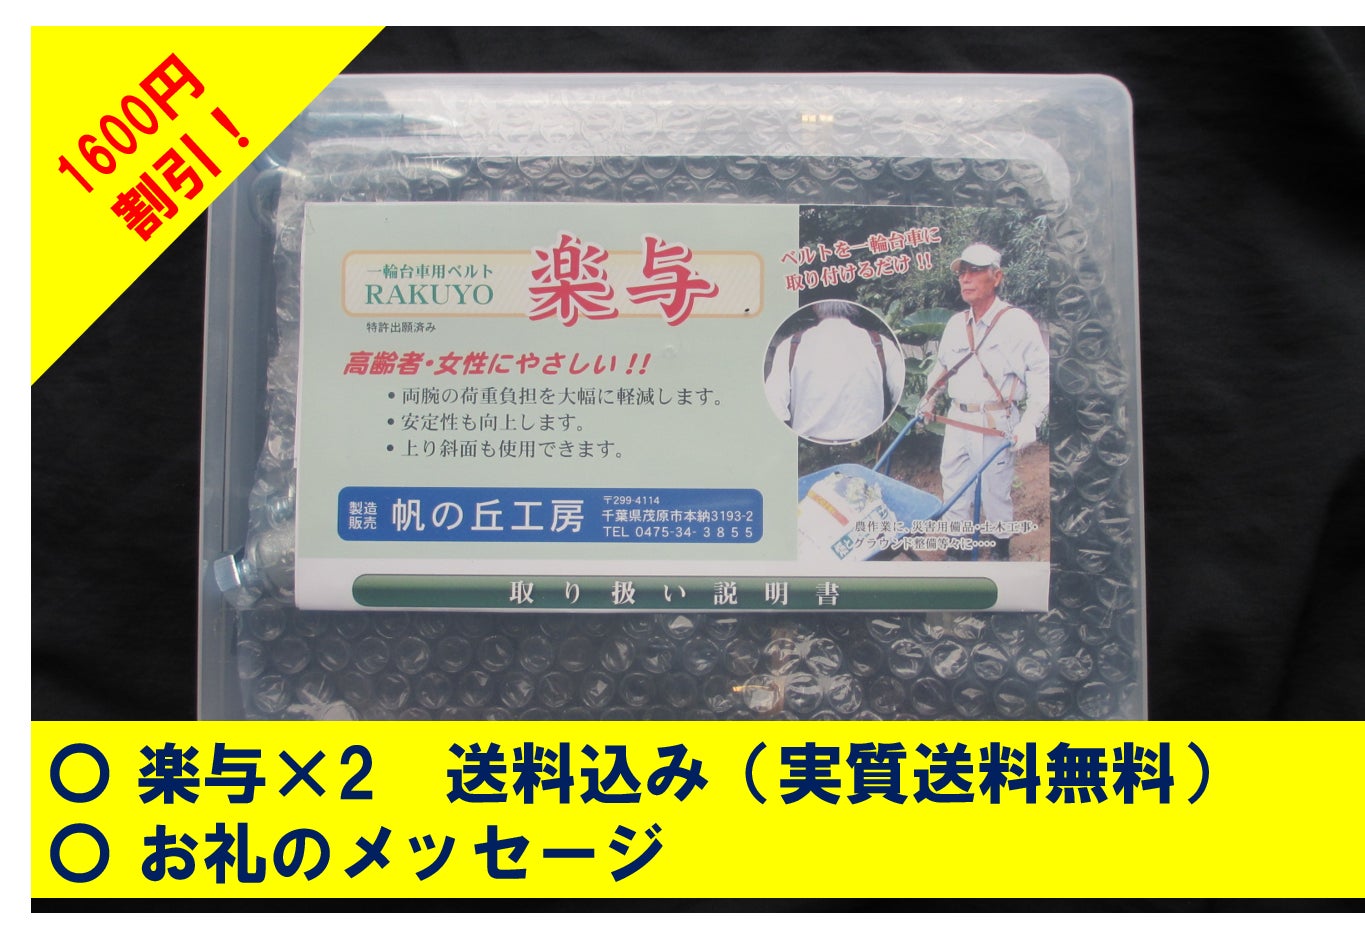 1600円
割引！
一輪台車用ベルト
RAKUYO
楽与
特許出願済み
高齢者・女性にやさしい!!
・両腕の荷重負担を大幅に軽減します。
・安定性も向上します。
・上り斜面も使用できます。
製造
販売
帆の丘工房
〒299-4114
千葉県茂原市本納3193-2
TEL 0475-34-3855
ベルトを一輪台車に
取り付けるだけ!!
農作業に、災害用備品・土木工事・
グラウンド整備等々に‥‥
取り扱い説明書
〇 楽与×2　送料込み（実質送料無料）
〇 お礼のメッセージ